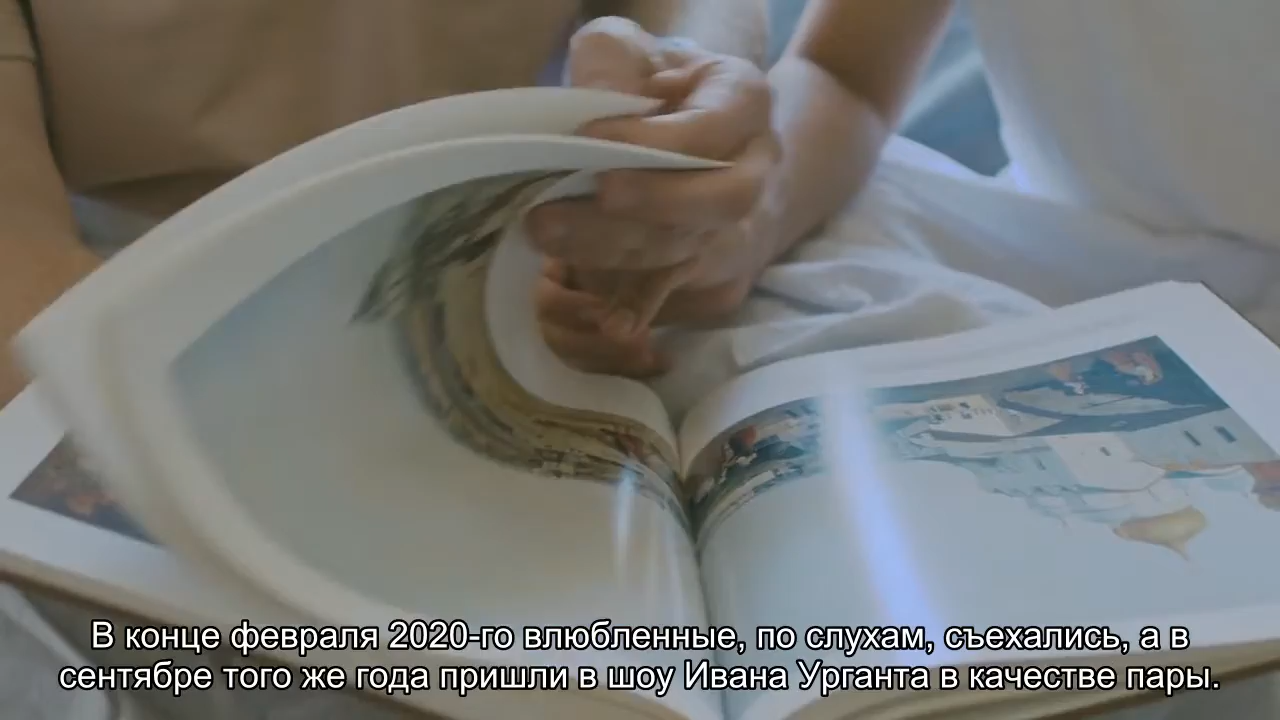 В конце февраля 2020-го влюбленные, по слухам, съехались, а в
сентябре того же года пришли в шоу Ивана Урганта в качестве пары.